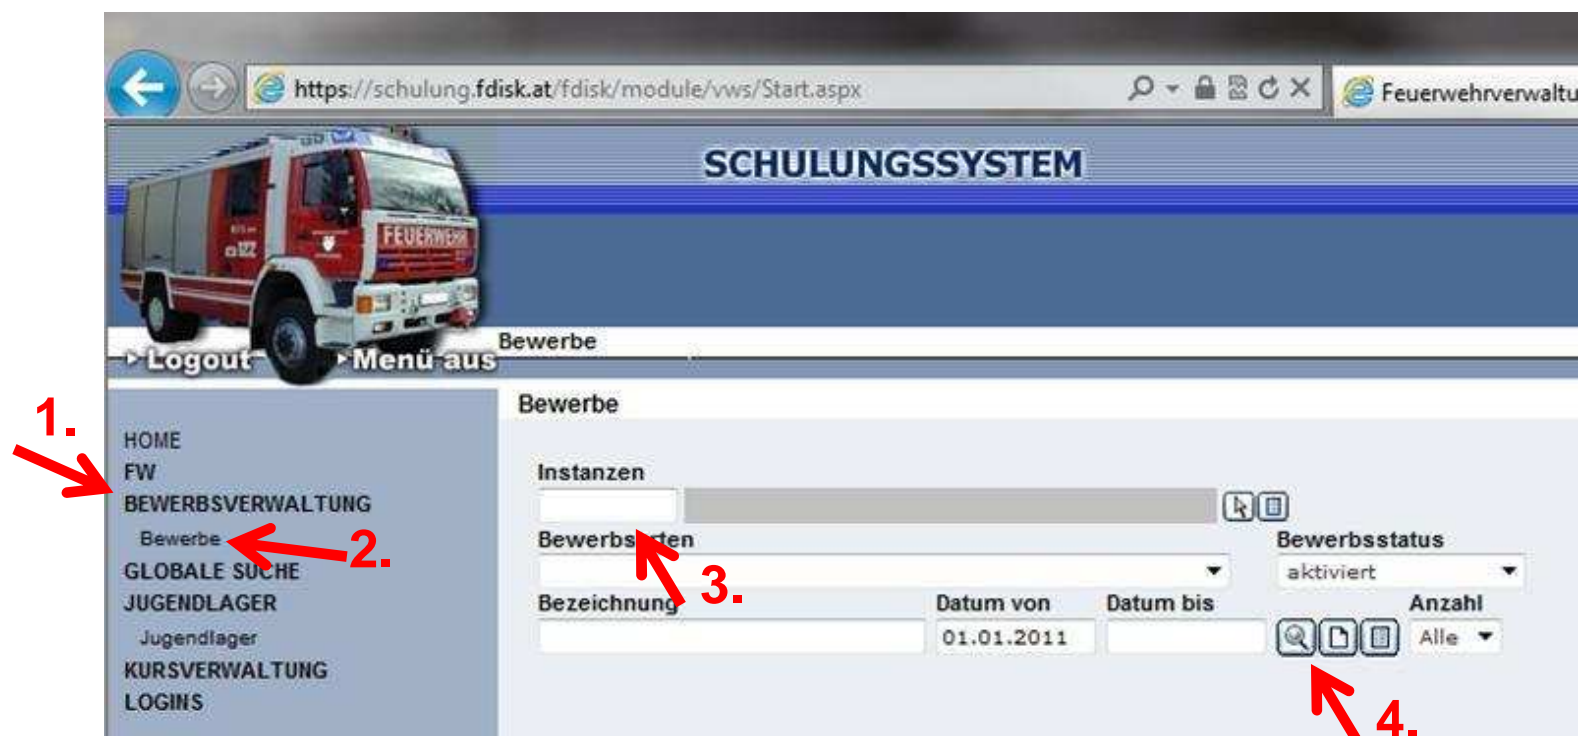 https://schulung.fdisk.at/fdisk/module/vws/Start.aspx
Feuerwehrverwaltu
SCHULUNGSSYSTEM
122
FEUERWEHR
Logout
Menü aus
Bewerbe
Bewerbe
1.
HOME
FW
BEWERBSVERWALTUNG
Bewerbe
2.
GLOBALE SUCHE
JUGENDLAGER
Jugendlager
KURSVERWALTUNG
LOGINS
Instanzen
Bewerbsarten
Bewerbsstatus
aktiviert
3.
Bezeichnung
Datum von
Datum bis
Anzahl
01.01.2011
Alle
4.